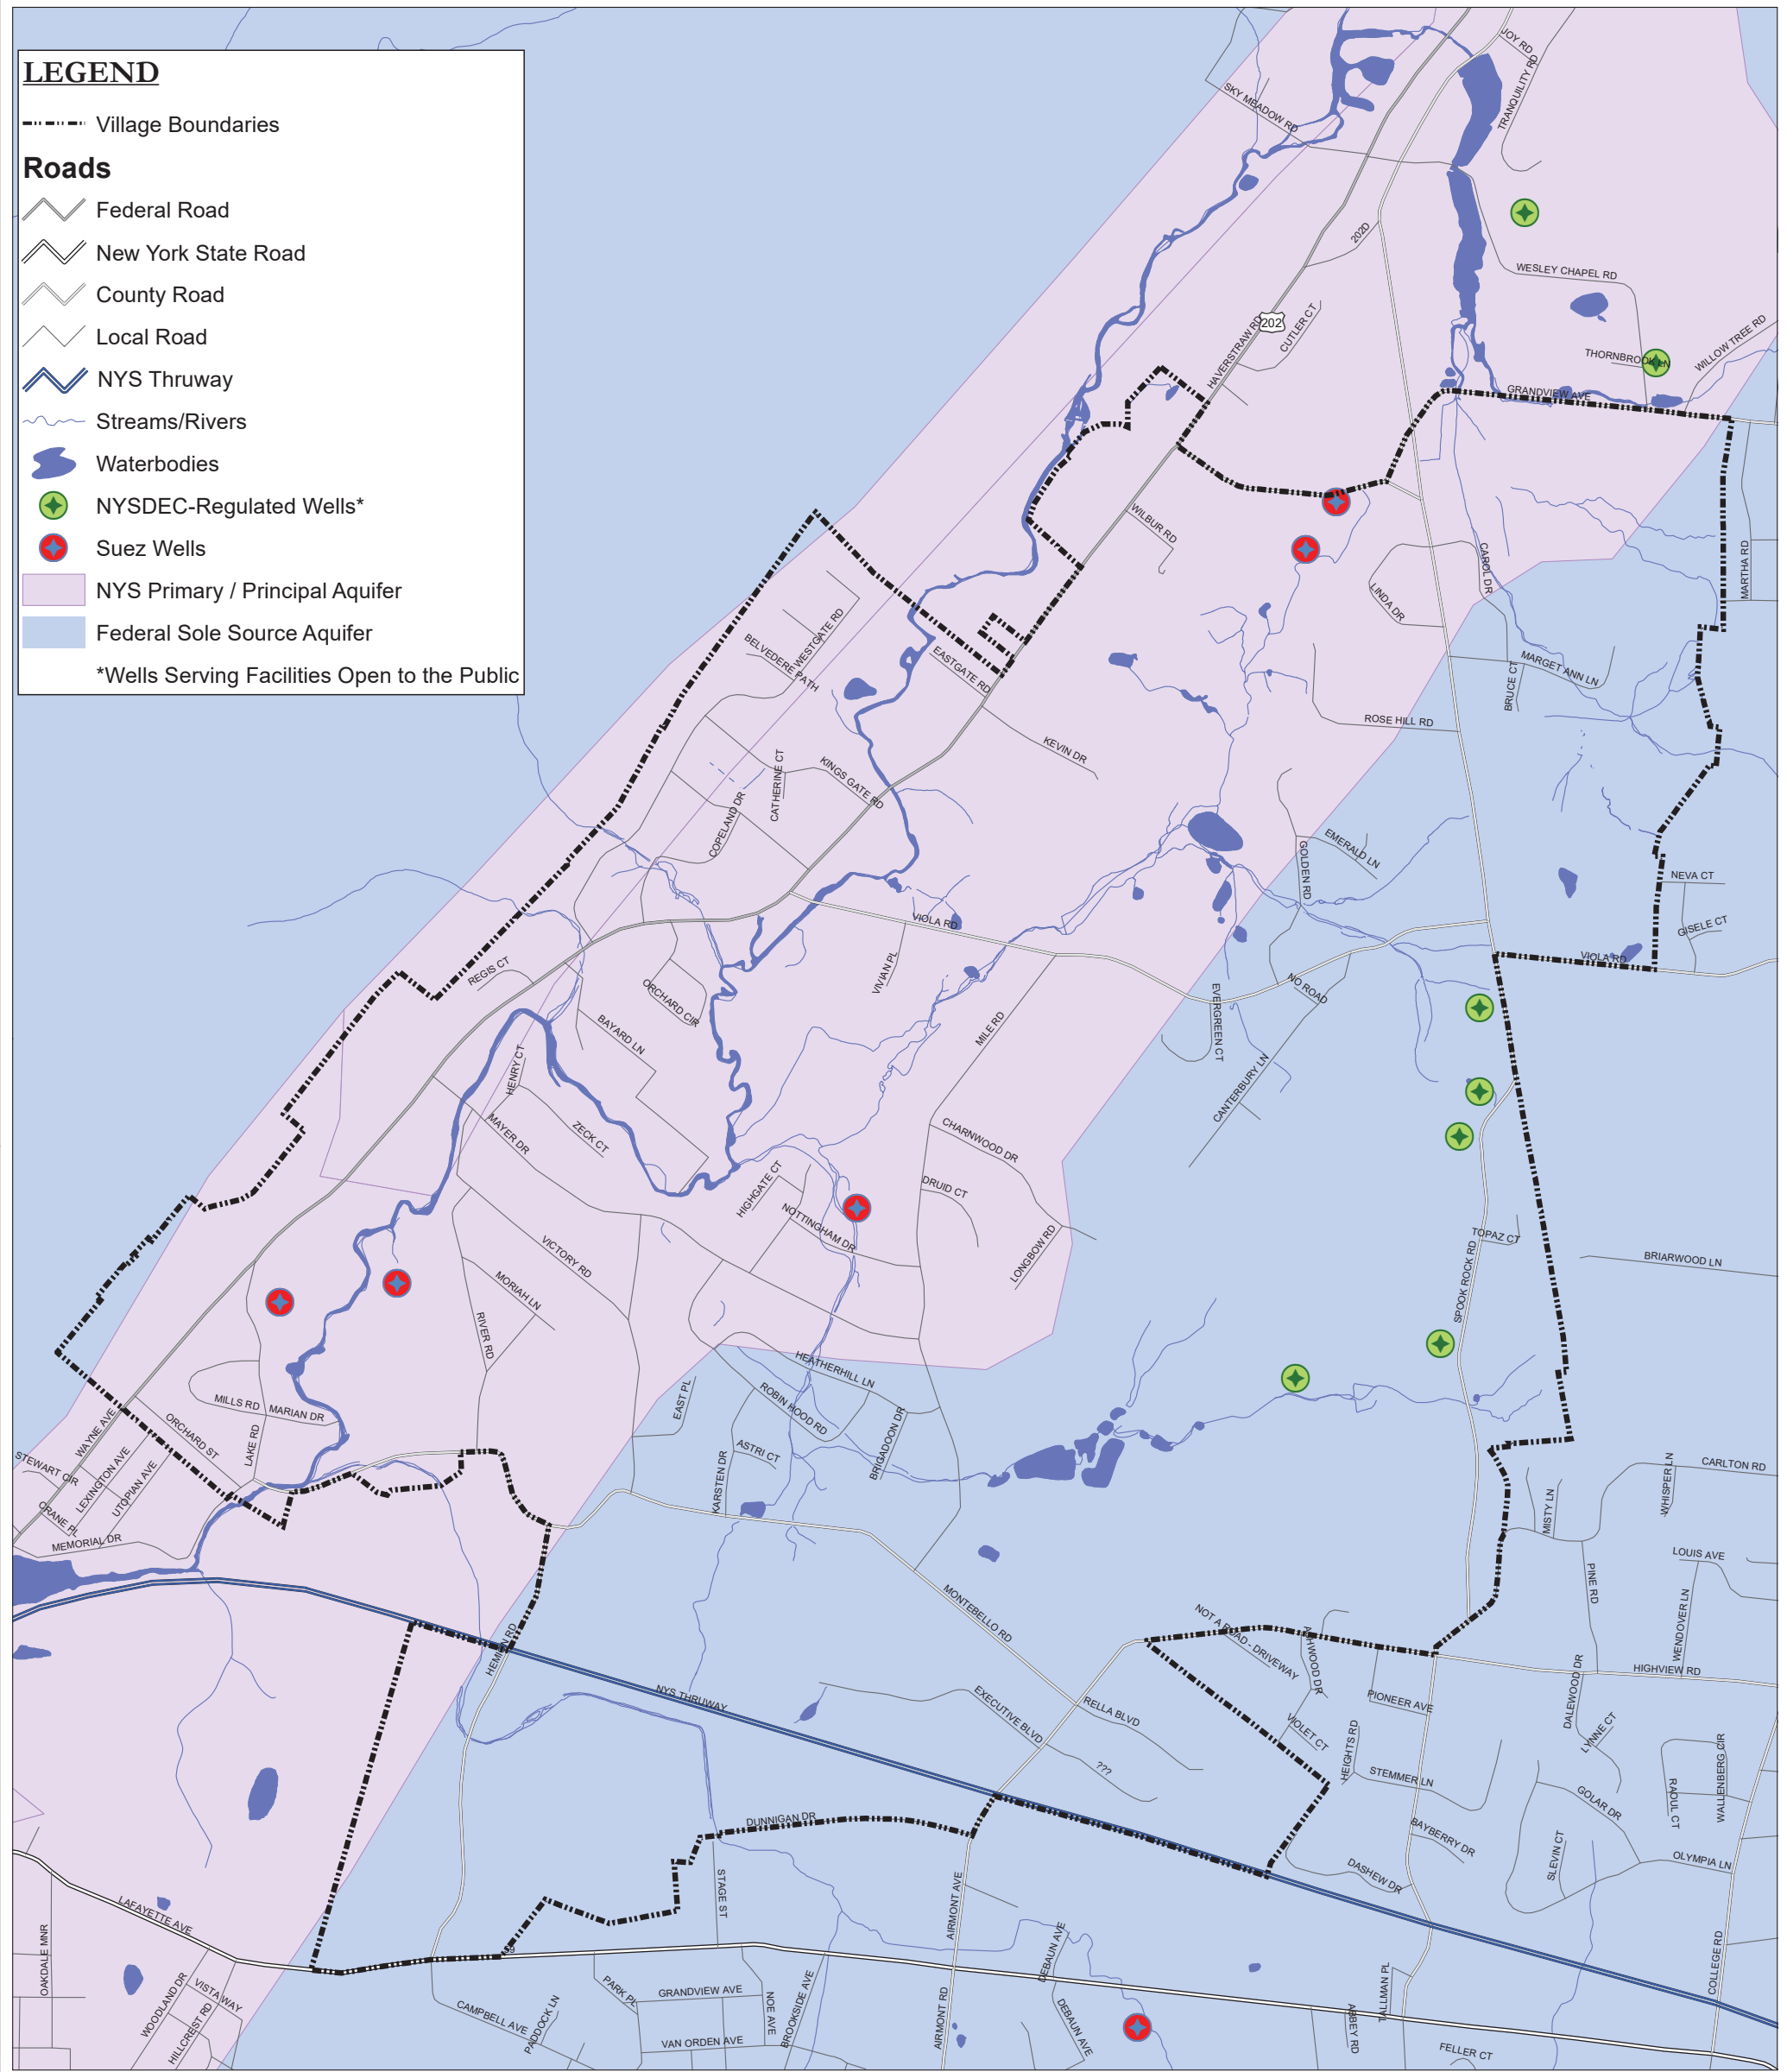 LEGEND
Village Boundaries
Roads
Federal Road
New York State Road
County Road
Local Road
NYS Thruway
Streams/Rivers
Waterbodies
NYSDEC-Regulated Wells*
Suez Wells
NYS Primary / Principal Aquifer
Federal Sole Source Aquifer
*Wells Serving Facilities Open to the Public
JOY RD
TRANQUILITY RD
SKY MEADOW RD
202D
WESLEY CHAPEL RD
202
HAVERSTRAW RD
CUTLER CT
THORNBROOK LN
WILLOW TREE RD
GRANDVIEW AVE
WILBUR RD
CAROL DR
LINDA DR
MARTHA RD
WESTGATE RD
BELVEDERE PATH
EASTGATE RD
MARGET ANN LN
BRUCE CT
ROSE HILL RD
KEVIN DR
KINGS GATE RD
CATHERINE CT
COPELAND DR
EMERALD LN
GOLDEN RD
NEVA CT
GISELE CT
VIOLA RD
VIOLA RD
REGIS CT
VIVIAN PL
ORCHARD CIR
NO ROAD
EVERGREEN CT
BAYARD LN
MILE RD
HENRY CT
CANTERBURY LN
MAYER DR
ZECK CT
CHARNWOOD DR
HIGHGATE CT
DRUID CT
NOTTINGHAM DR
LONGBOW RD
TOPAZ CT
BRIARWOOD LN
VICTORY RD
SPOOK ROCK RD
MORIAH LN
RIVER RD
HEATHERHILL LN
ROBIN HOOD RD
EAST PL
MILLS RD
MARIAN DR
ORCHARD ST
WAYNE AVE
LAKE RD
BRIGADOON DR
ASTRI CT
KARSTEN DR
STEWART CIR
LEXINGTON AVE
UTOPIAN AVE
CRANE PL
MEMORIAL DR
CARLTON RD
WHISPER LN
MISTY LN
LOUIS AVE
PINE RD
WENDOVER LN
MONTEBELLO RD
NOT A ROAD - DRIVEWAY
ASHWOOD DR
HEMION RD
HIGHVIEW RD
NYS THRUWAY
EXECUTIVE BLVD
RELLA BLVD
PIONEER AVE
DALEWOOD DR
VIOLET CT
LYNNE CT
HEIGHTS RD
WALLENBERG CIR
???
STEMMER LN
RAOUL CT
GOLAR DR
DUNNIGAN DR
BAYBERRY DR
SLEVIN CT
OLYMPIA LN
DASHEW DR
STAGE ST
AIRMONT AVE
LAFAYETTE AVE
OAKDALE MNR
DEBAUN AVE
COLLEGE RD
WOODLAND DR
VISTA WAY
HILLCREST RD
PARK PL
GRANDVIEW AVE
CAMPBELL AVE
PADDOCK LN
NOE AVE
BROOKSIDE AVE
VAN ORDEN AVE
AIRMONT RD
DEBAUN AVE
TALLMAN PL
ABBEY RD
FELLER CT